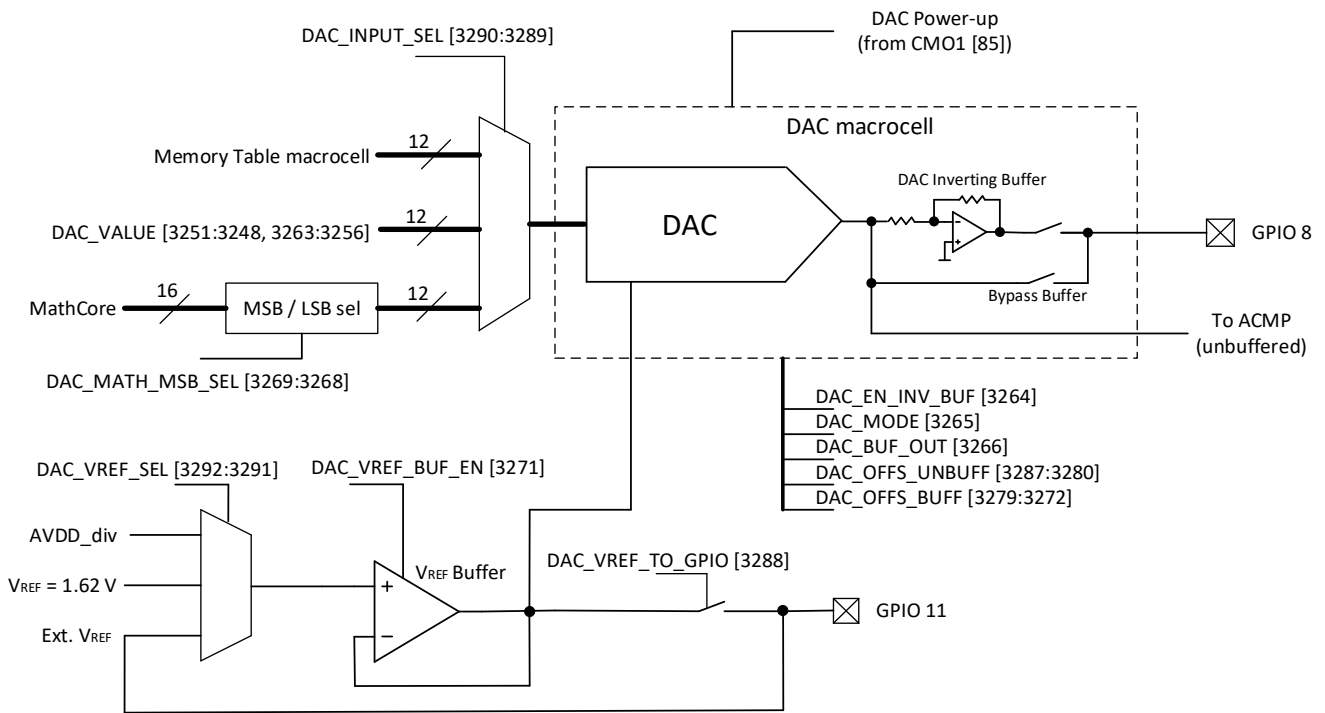 DAC_INPUT_SEL [3290:3289]
DAC Power-up
(from CMO1 [85])
DAC macrocell
Memory Table macrocell
12
DAC_VALUE [3251:3248, 3263:3256]
12
MathCore
16
MSB / LSB sel
12
DAC_MATH_MSB_SEL [3269:3268]
DAC
DAC Inverting Buffer
Bypass Buffer
GPIO 8
To ACMP
(unbuffered)
DAC_EN_INV_BUF [3264]
DAC_MODE [3265]
DAC_BUF_OUT [3266]
DAC_OFFS_UNBUFF [3287:3280]
DAC_OFFS_BUFF [3279:3272]
DAC_VREF_SEL [3292:3291]
DAC_VREF_BUF_EN [3271]
AVDD_div
VREF = 1.62 V
Ext. VREF
VREF Buffer
DAC_VREF_TO_GPIO [3288]
GPIO 11